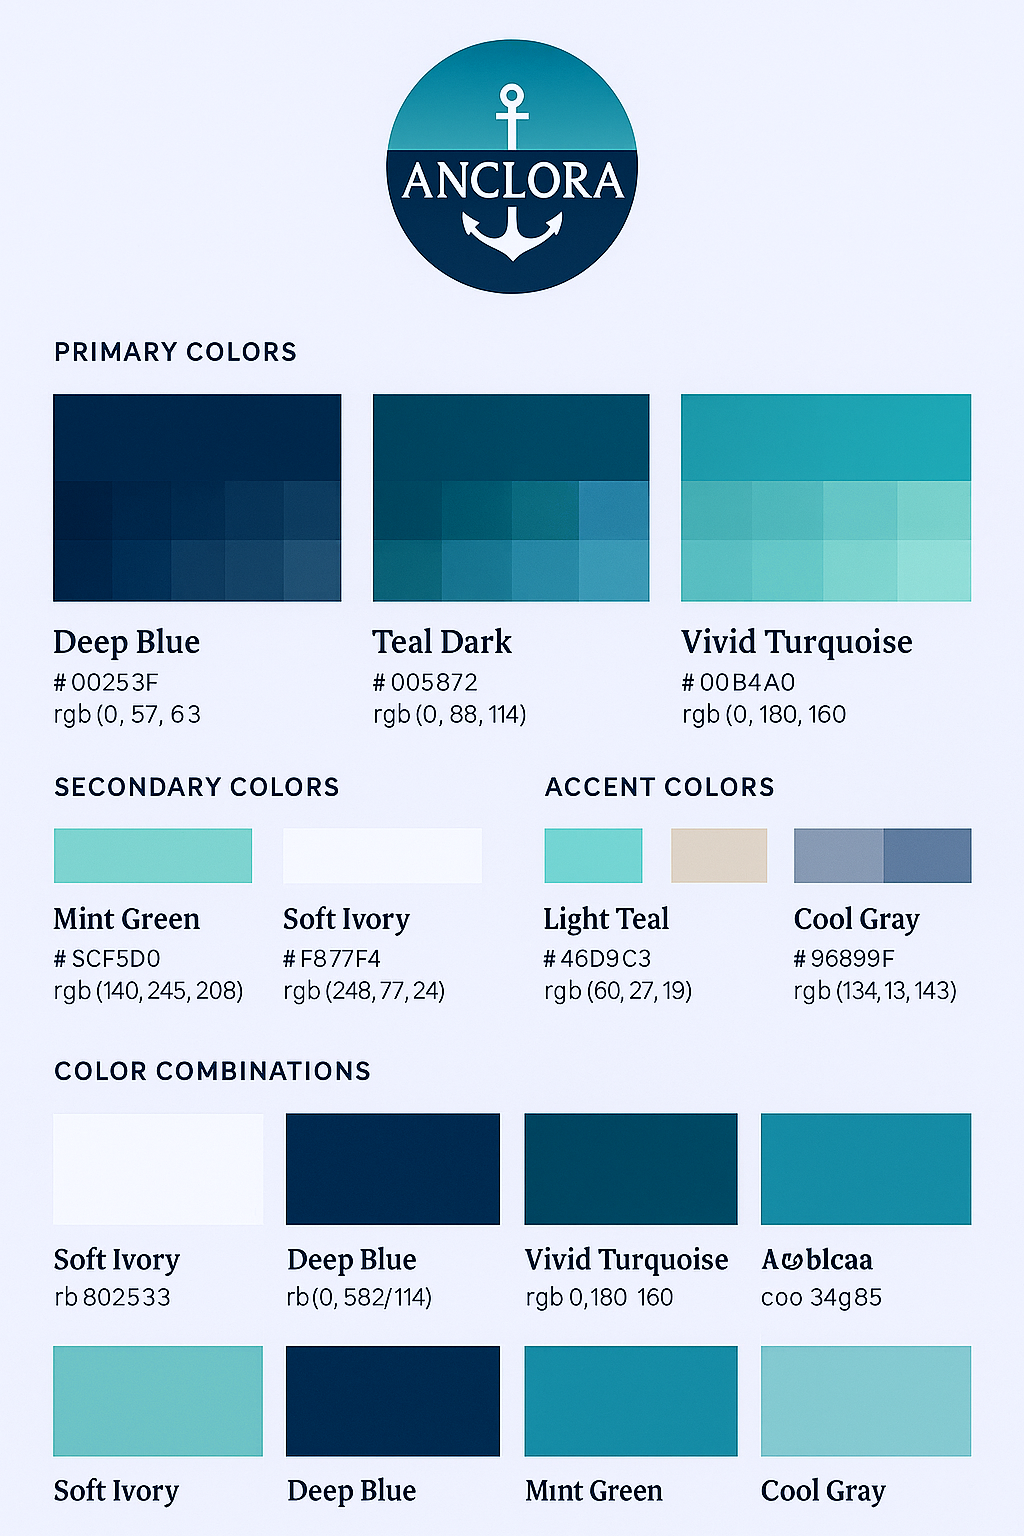 ANCLORA
PRIMARY COLORS
Deep Blue
# 00253F
rgb (0, 57, 63
Teal Dark
# 005872
rgb (0, 88, 114)
Vivid Turquoise
# 00B4A0
rgb (0, 180, 160
SECONDARY COLORS
Mint Green
# SCF5D0
rgb (140, 245, 208)
Soft Ivory
# F877F4
rgb (248, 77, 24)
ACCENT COLORS
Light Teal
# 46D9C3
rgb (60, 27, 19)
Cool Gray
# 96899F
rgb (134, 13, 143)
COLOR COMBINATIONS
Soft Ivory
rb 802533
Deep Blue
rb(0, 582/114)
Vivid Turquoise
rgb 0,180 160
coo 34g85
Soft Ivory
Deep Blue
Mınt Green
Cool Gray